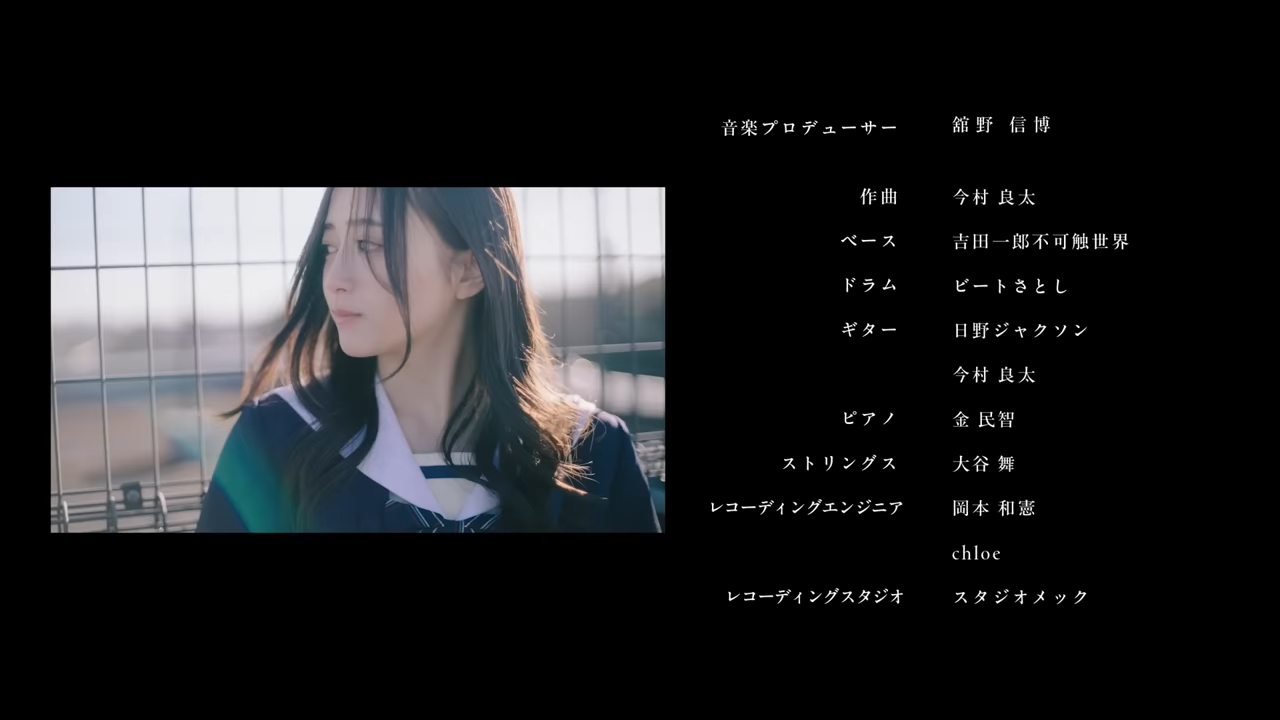 音楽プロデューサー 舘野 信博
作曲 今村 良太
ベース 吉田一郎不可触世界
ドラム ビートさとし
ギター 日野ジャクソン
今村 良太
ピアノ 金 民智
ストリングス 大谷 舞
レコーディングエンジニア 岡本 和憲
chloe
レコーディングスタジオ スタジオメック